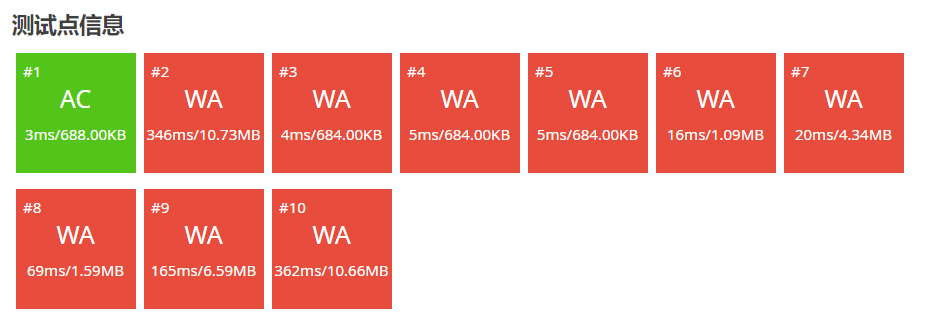 测试点信息
#1 #2 #3 #4 #5 #6 #7
AC WA WA WA WA WA WA
3ms/688.00KB 346ms/10.73MB 4ms/684.00KB 5ms/684.00KB 5ms/684.00KB 16ms/1.09MB 20ms/4.34MB
#8 #9 #10
WA WA WA
69ms/1.59MB 165ms/6.59MB 362ms/10.66MB